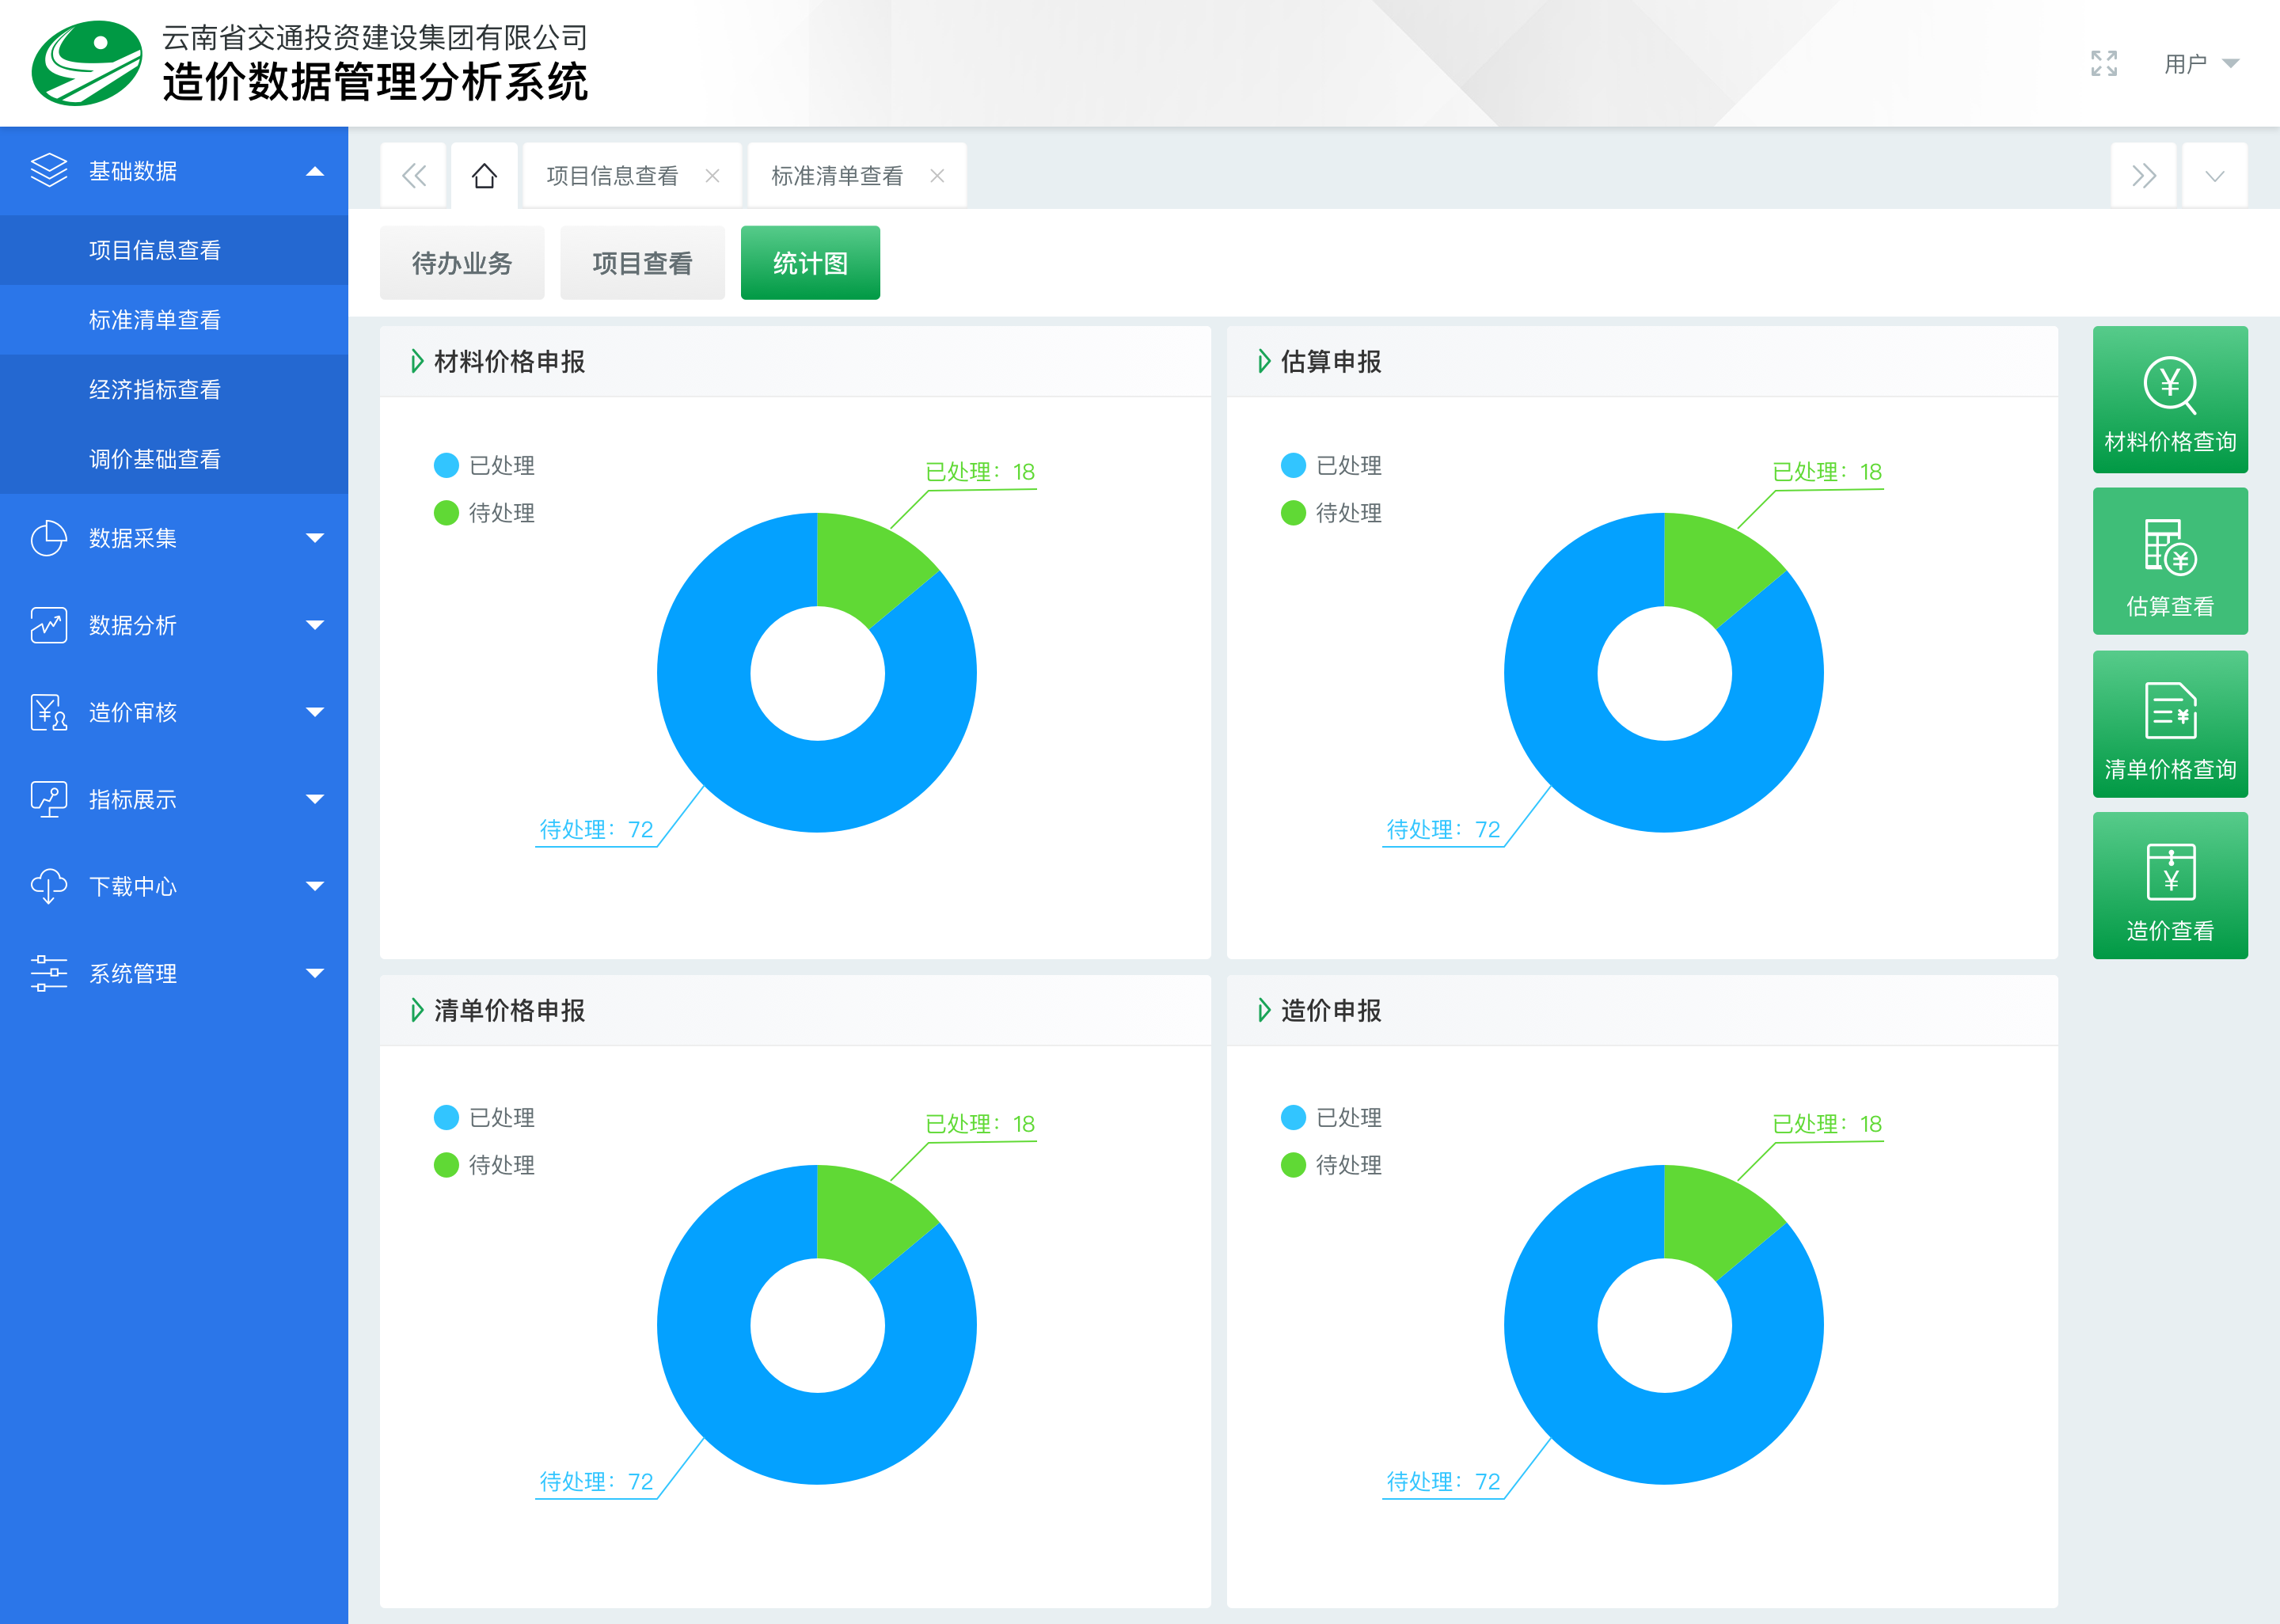 云南省交通投资建设集团有限公司
造价数据管理分析系统
用户
基础数据
项目信息查看
标准清单查看
经济指标查看
调价基础查看
数据采集
数据分析
造价审核
指标展示
下载中心
系统管理
项目信息查看
标准清单查看
待办业务
项目查看
统计图
材料价格申报
已处理
待处理
已处理：18
待处理：72
估算申报
已处理
待处理
已处理：18
待处理：72
清单价格申报
已处理
待处理
已处理：18
待处理：72
造价申报
已处理
待处理
已处理：18
待处理：72
材料价格查询
估算查看
清单价格查询
造价查看